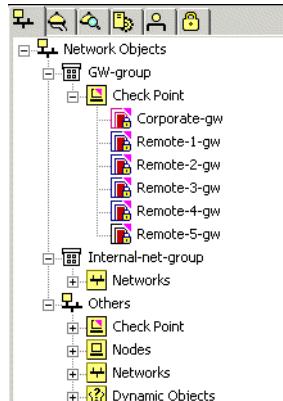 Network Objects
GW-group
Check Point
Corporate-gw
Remote-1-gw
Remote-2-gw
Remote-3-gw
Remote-4-gw
Remote-5-gw
Internal-net-group
Networks
Others
Check Point
Nodes
Networks
Dynamic Objects